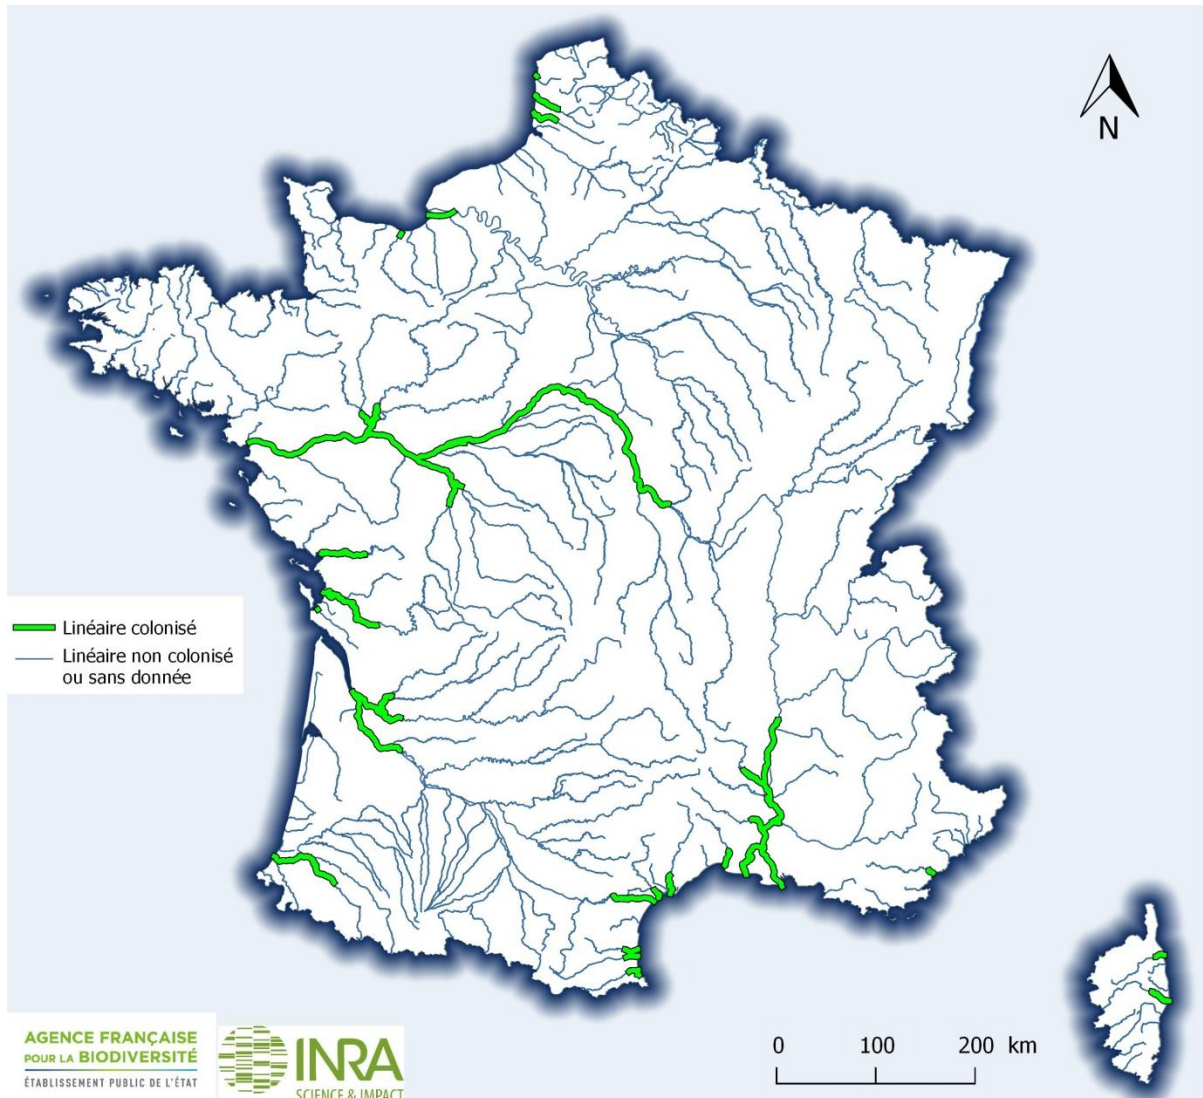 N
Linéaire colonisé
Linéaire non colonisé
ou sans donnée
AGENCE FRANÇAISE
POUR LA BIODIVERSITÉ
ÉTABLISSEMENT PUBLIC DE L'ÉTAT
INRA
SCIENCE & IMPACT
0 100 200 km